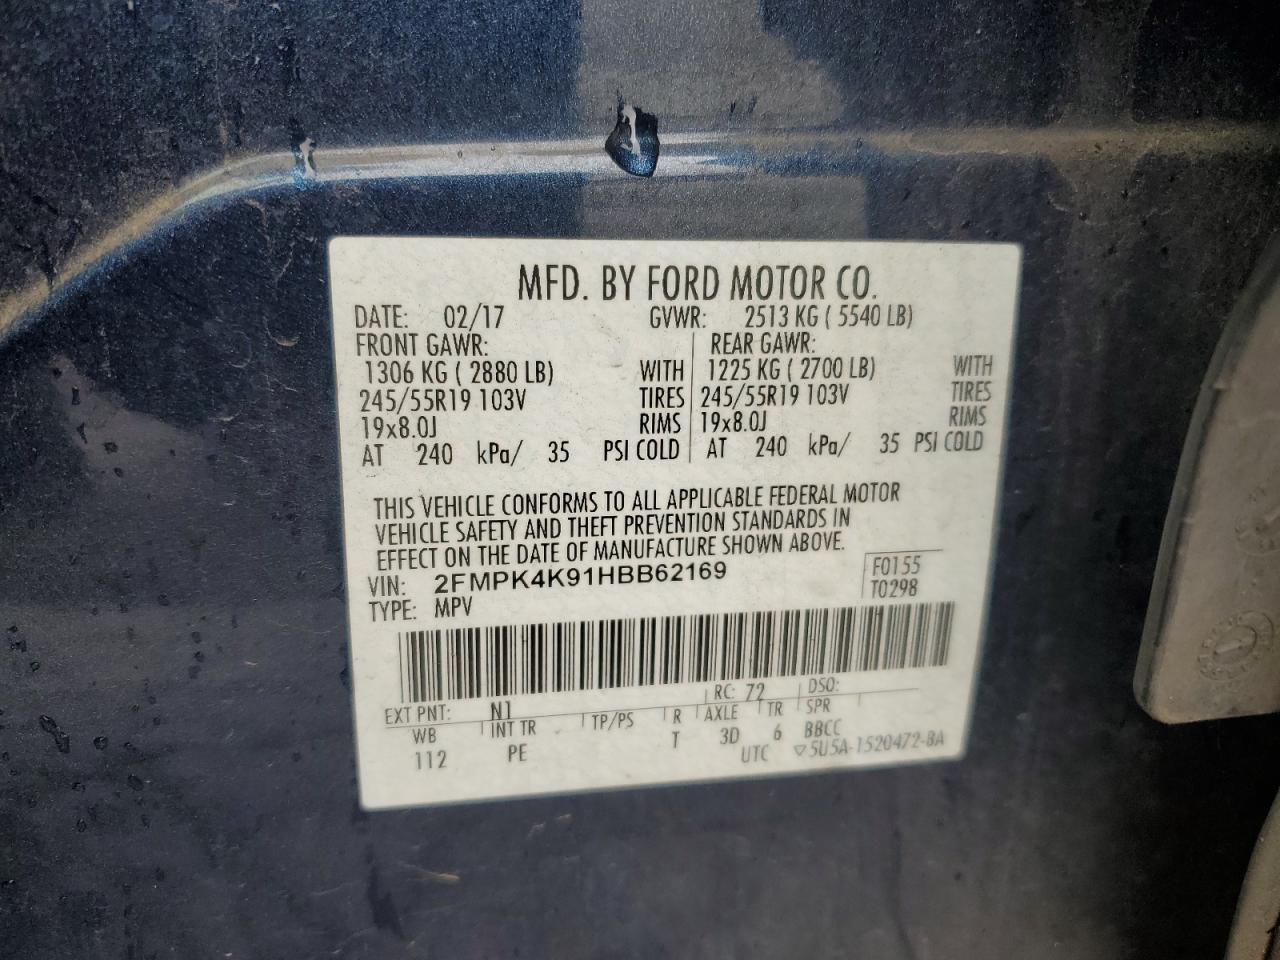 MFD. BY FORD MOTOR CO.
DATE: 02/17 GVWR: 2513 KG ( 5540 LB)
FRONT GAWR: REAR GAWR:
1306 KG ( 2880 LB) WITH 1225 KG ( 2700 LB) WITH
245/55R19 103V TIRES 245/55R19 103V TIRES
19x8.0J RIMS 19x8.0J RIMS
AT 240 kPa/ 35 PSI COLD AT 240 kPa/ 35 PSI COLD
THIS VEHICLE CONFORMS TO ALL APPLICABLE FEDERAL MOTOR
VEHICLE SAFETY AND THEFT PREVENTION STANDARDS IN
EFFECT ON THE DATE OF MANUFACTURE SHOWN ABOVE.
VIN: 2FMPK4K91HBB62169 F0155
TYPE: MPV T0298
EXT PNT: N1 RC: 72 DSO:
WB INT TR TP/PS R AXLE TR SPR
112 PE T 3D 6 BBCC
UTC ▽5U5A-1520472-BA